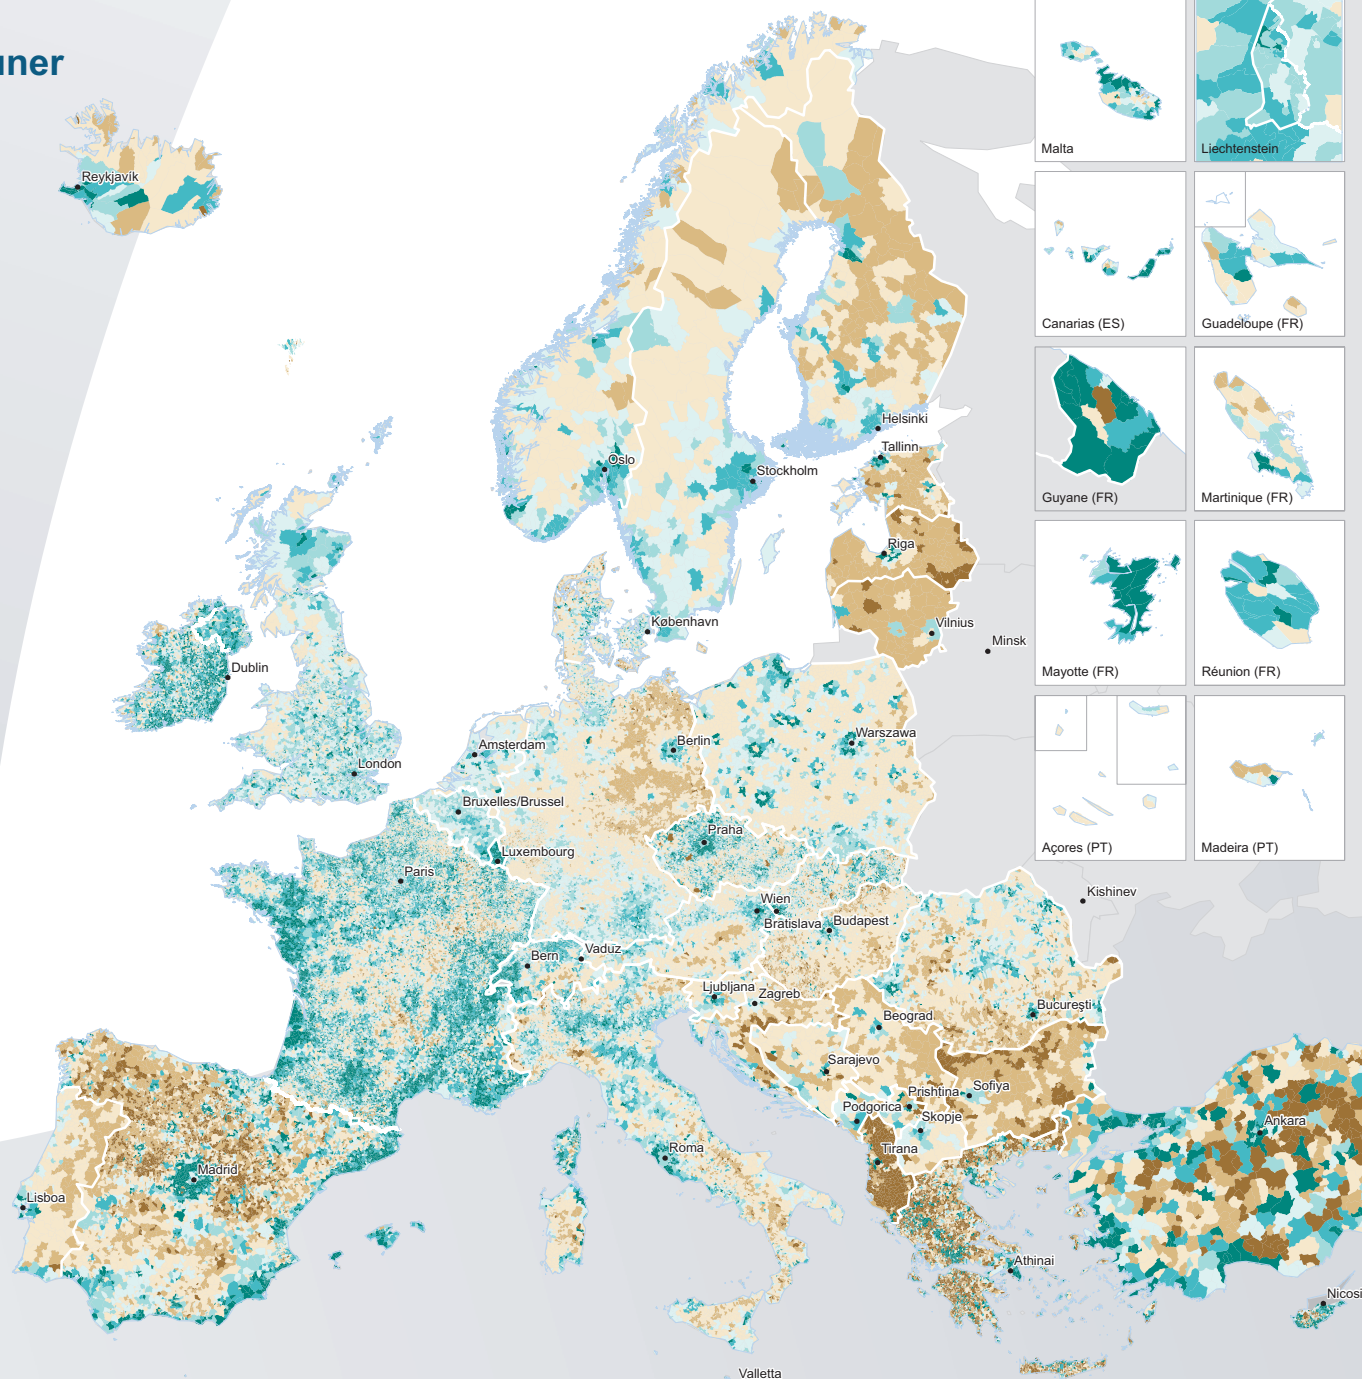 Malta
Liechtenstein
Reykjavík
Canarias (ES)
Guadeloupe (FR)
Helsinki
Tallinn
Oslo
Stockholm
Guyane (FR)
Martinique (FR)
Riga
København
Vilnius
Minsk
Dublin
Mayotte (FR)
Réunion (FR)
Amsterdam
Berlin
Warszawa
London
Bruxelles/Brussel
Praha
Luxembourg
Açores (PT)
Madeira (PT)
Paris
Kishinev
Wien
Bratislava
Budapest
Bern
Vaduz
Ljubljana
Zagreb
Bucureşti
Beograd
Sarajevo
Prishtina
Sofiya
Podgorica
Skopje
Ankara
Roma
Tirana
Madrid
Lisboa
Athinai
Valletta